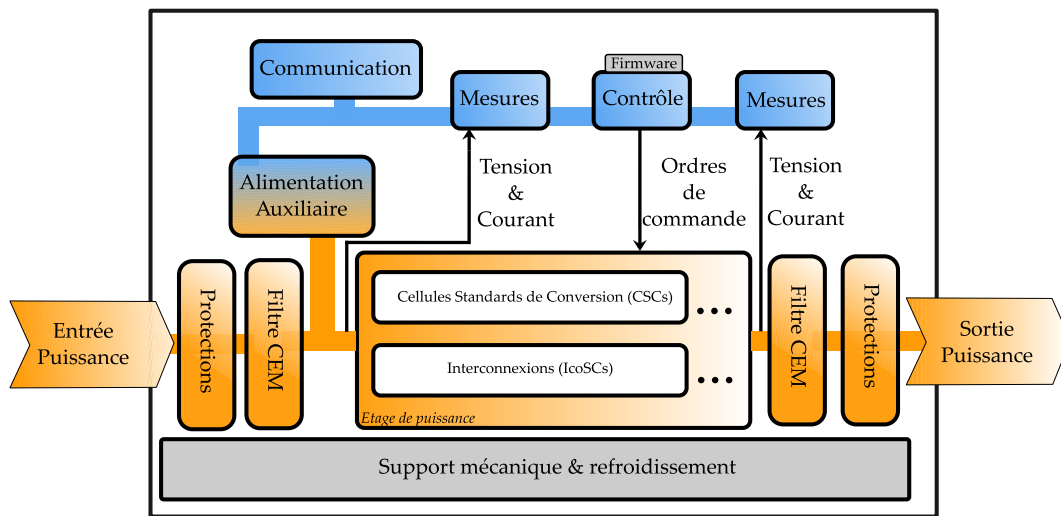 Communication
Firmware
Mesures
Contrôle
Mesures
Alimentation
Auxiliaire
Tension
&
Courant
Ordres
de
commande
Tension
&
Courant
Entrée
Puissance
Protections
Filtre CEM
Cellules Standards de Conversion (CSCs)
...
Interconnexions (IcoSCs)
...
Etage de puissance
Filtre CEM
Protections
Sortie
Puissance
Support mécanique & refroidissement